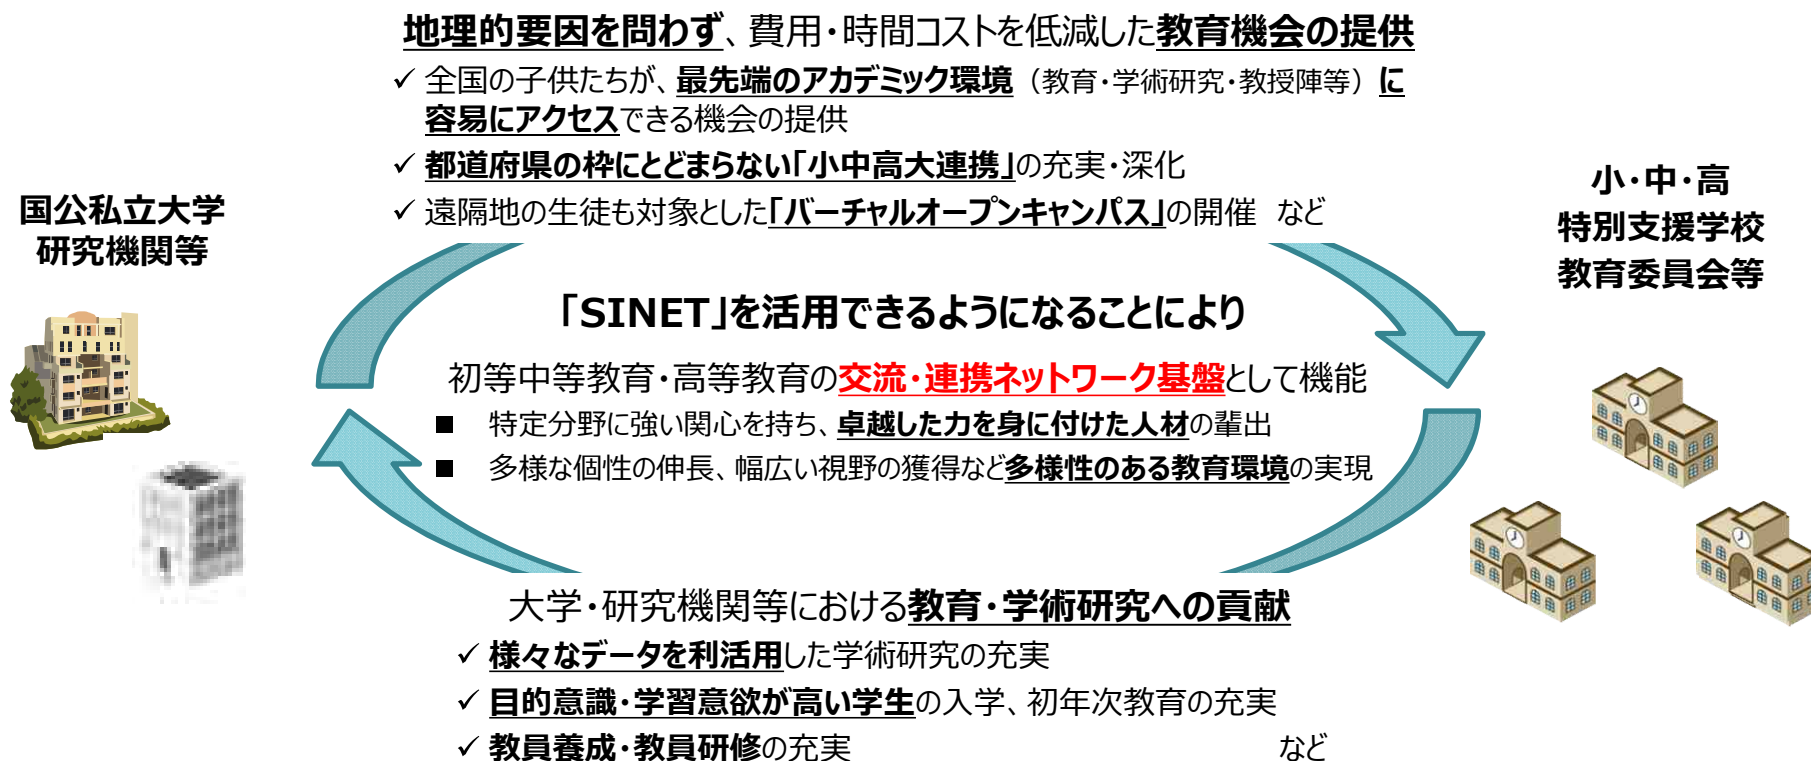 地理的要因を問わず、費用・時間コストを低減した教育機会の提供
✓ 全国の子供たちが、最先端のアカデミック環境（教育・学術研究・教授陣等）に
容易にアクセスできる機会の提供
✓ 都道府県の枠にとどまらない「小中高大連携」の充実・深化
✓ 遠隔地の生徒も対象とした「バーチャルオープンキャンパス」の開催 など
国公私立大学
研究機関等
小・中・高
特別支援学校
教育委員会等
「SINET」を活用できるようになることにより
初等中等教育・高等教育の交流・連携ネットワーク基盤として機能
■ 特定分野に強い関心を持ち、卓越した力を身に付けた人材の輩出
■ 多様な個性の伸長、幅広い視野の獲得など多様性のある教育環境の実現
大学・研究機関等における教育・学術研究への貢献
✓ 様々なデータを利活用した学術研究の充実
✓ 目的意識・学習意欲が高い学生の入学、初年次教育の充実
✓ 教員養成・教員研修の充実 など